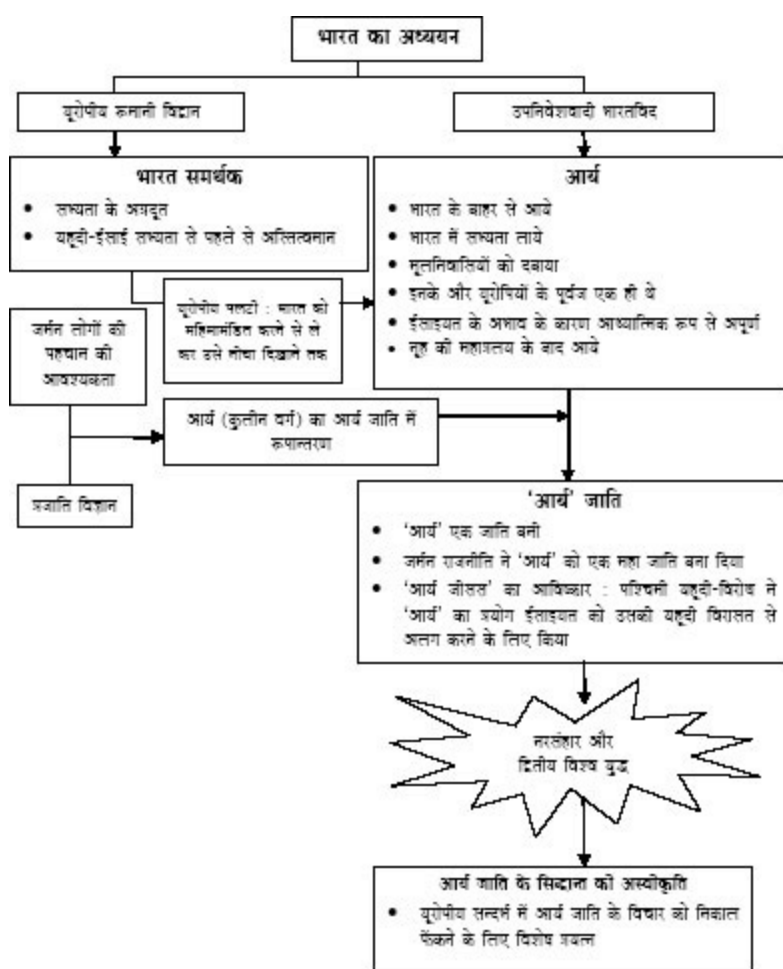 भारत का अध्ययन
यूरोपीय रूमानी विद्वान
उपनिवेशवादी भारतविद
भारत समर्थक
• सभ्यता के अग्रदूत
• यहूदी-ईसाई सभ्यता से पहले से अस्तित्वमान
आर्य
• भारत के बाहर से आये
• भारत में सभ्यता लाये
• मूलनिवासियों को दबाया
• इनके और यूरोपियों के पूर्वज एक ही थे
• ईसाइयत के अभाव के कारण आध्यात्मिक रूप से अपूर्ण
• नूह की महाप्रलय के बाद आये
यूरोपीय पलटी : भारत को
महिमामंडित करने से ले
कर उसे नीचा दिखाने तक
जर्मन लोगों की
पहचान की
आवश्यकता
आर्य (कुलीन वर्ग) का आर्य जाति में
रूपान्तरण
प्रजाति विज्ञान
‘आर्य’ जाति
• ‘आर्य’ एक जाति बनी
• जर्मन राजनीति ने ‘आर्य’ को एक महा जाति बना दिया
• ‘आर्य जीसस’ का आविष्कार : पश्चिमी यहूदी-विरोध ने
‘आर्य’ का प्रयोग ईसाइयत को उसकी यहूदी विरासत से
अलग करने के लिए किया
नरसंहार और
द्वितीय विश्व युद्ध
आर्य जाति के सिद्धान्त की अस्वीकृति
• यूरोपीय सन्दर्भ में आर्य जाति के विचार को निकाल
फेंकने के लिए विशेष प्रयत्न